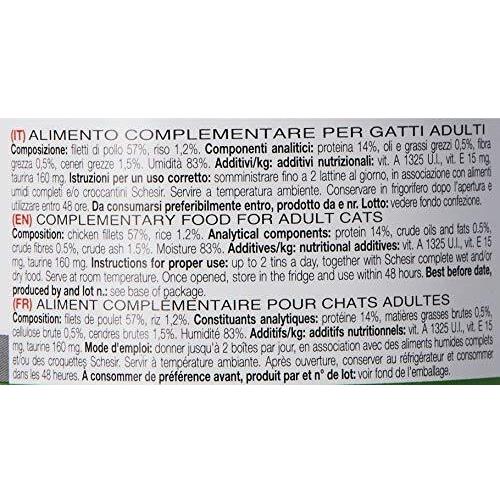 (IT) ALIMENTO COMPLEMENTARE PER GATTI ADULTI
Composizione: filetti di pollo 57%, riso 1,2%. Componenti analitici: proteina 14%, oli e grassi grezzi 0,5%, fibra
grezza 0,5%, ceneri grezze 1,5%. Umidità 83%. Additivi/kg: additivi nutrizionali: vit. A 1325 U.I., vit. E 15 mg,
taurina 160 mg. Istruzioni per un uso corretto: somministrare fino a 2 lattine al giorno, in associazione con alimenti
umidi completi e/o croccantini Schesir. Servire a temperatura ambiente. Conservare in frigorifero dopo l'apertura e
utilizzare entro 48 ore. Da consumarsi preferibilmente entro, prodotto da e nr. Lotto: vedere fondo confezione.
(EN) COMPLEMENTARY FOOD FOR ADULT CATS
Composition: chicken fillets 57%, rice 1.2%. Analytical components: protein 14%, crude oils and fats 0.5%,
crude fibres 0.5%, crude ash 1.5%. Moisture 83%. Additives/kg: nutritional additives: vit. A 1325 U.I., vit. E 15
mg, taurine 160 mg. Instructions for proper use: up to 2 tins/day, together with Schesir complete wet and/or
dry food. Serve at room temperature. Once opened, store in the fridge and use within 48 hours. Best before date,
produced by and lot n.: see base of package.
(FR) ALIMENT COMPLÉMENTAIRE POUR CHATS ADULTES
Composition: filets de poulet 57%, riz 1,2%. Constituants analytiques: protéine 14%, matières grasses brutes 0,5%,
cellulose brute 0,5%, cendres brutes 1,5%. Humidité 83%. Additifs/kg: additifs nutritionnels: vit. A 1325 U.I., vit. E 15
mg, taurine 160 mg. Mode d'emploi: donner jusqu'à 2 boîtes par jour, en association avec des aliments humides complets
et/ou des croquettes Schesir. Servir à température ambiante. Après ouverture, conserver au réfrigérateur et consommer
dans les 48 heures. A consommer de préférence avant, produit par et n° de lot: voir fond de l'emballage.